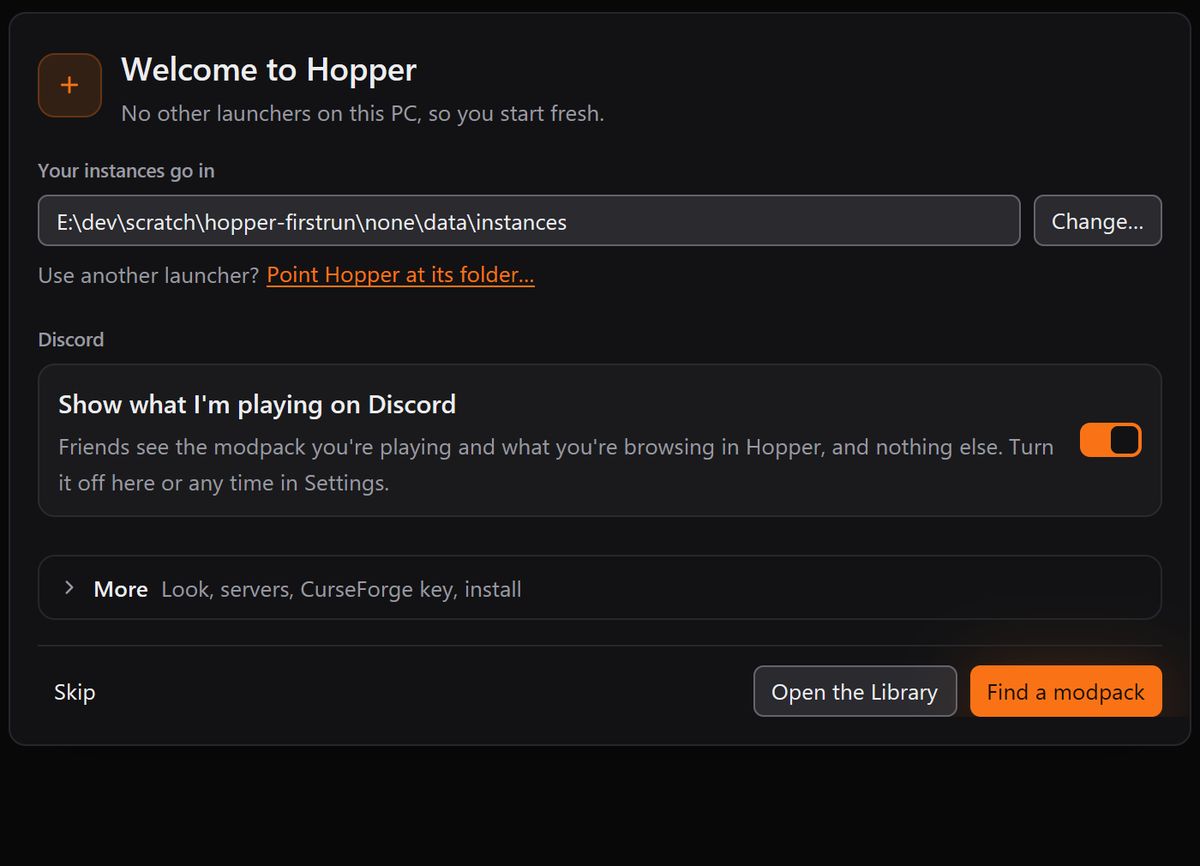 Welcome to Hopper
No other launchers on this PC, so you start fresh.
Your instances go in
E:\dev\scratch\hopper-firstrun\none\data\instances
Change...
Use another launcher? Point Hopper at its folder...
Discord
Show what I'm playing on Discord
Friends see the modpack you're playing and what you're browsing in Hopper, and nothing else. Turn
it off here or any time in Settings.
More Look, servers, CurseForge key, install
Skip
Open the Library
Find a modpack